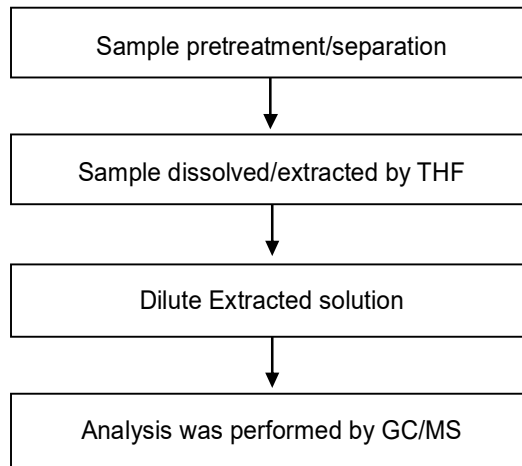 Sample pretreatment/separation
Sample dissolved/extracted by THF
Dilute Extracted solution
Analysis was performed by GC/MS